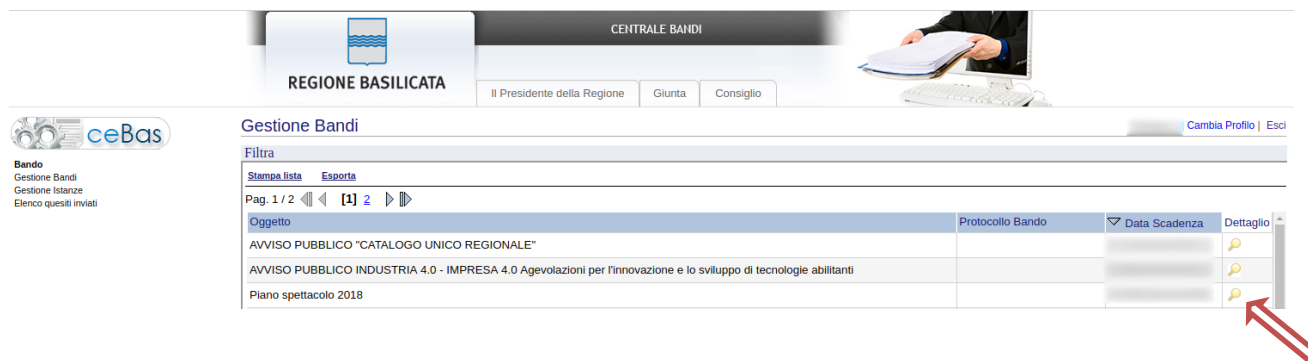 CENTRALE BANDI
REGIONE BASILICATA
Il Presidente della Regione Giunta Consiglio
ceBas
Gestione Bandi
Cambia Profilo | Esci
Filtra
Bando
Gestione Bandi
Gestione Istanze
Elenco quesiti inviati
Stampa lista Esporta
Pag. 1 / 2 [1] 2
Oggetto Protocollo Bando Data Scadenza Dettaglio
AVVISO PUBBLICO "CATALOGO UNICO REGIONALE"
AVVISO PUBBLICO INDUSTRIA 4.0 - IMPRESA 4.0 Agevolazioni per l'innovazione e lo sviluppo di tecnologie abilitanti
Piano spettacolo 2018